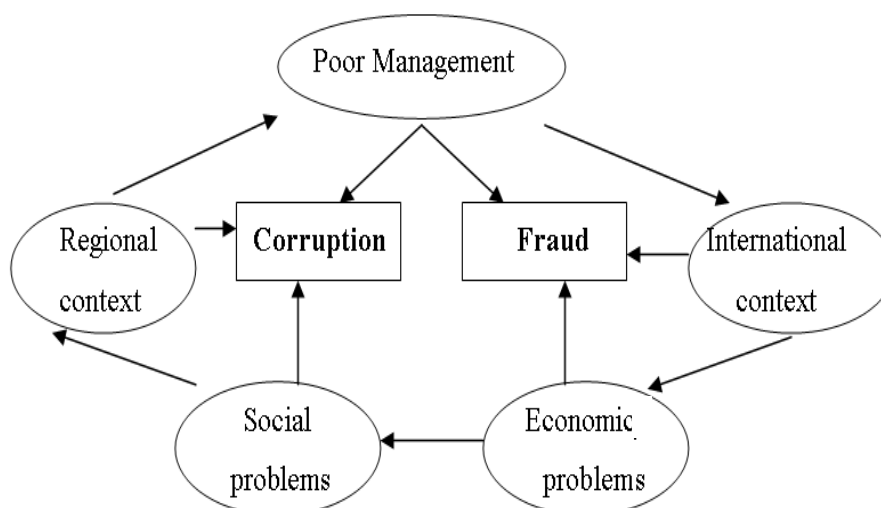 Poor Management
Regional
context
Corruption
Fraud
International
context
Social
problems
Economic
problems